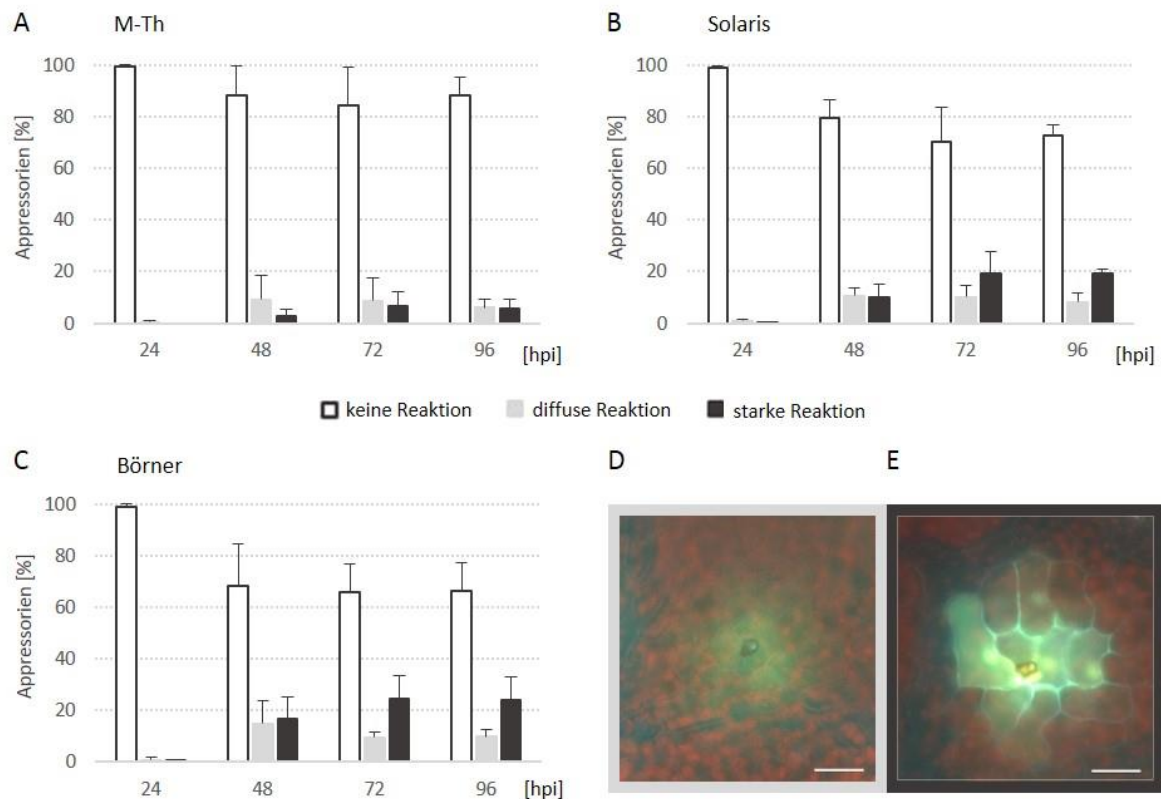 A M-Th
Appressorien [%]
100
80
60
40
20
0
24 48 72 96 [hpi]
B Solaris
Appressorien [%]
100
80
60
40
20
0
24 48 72 96 [hpi]
keine Reaktion diffuse Reaktion starke Reaktion
C Börner
Appressorien [%]
100
80
60
40
20
0
24 48 72 96 [hpi]
D E